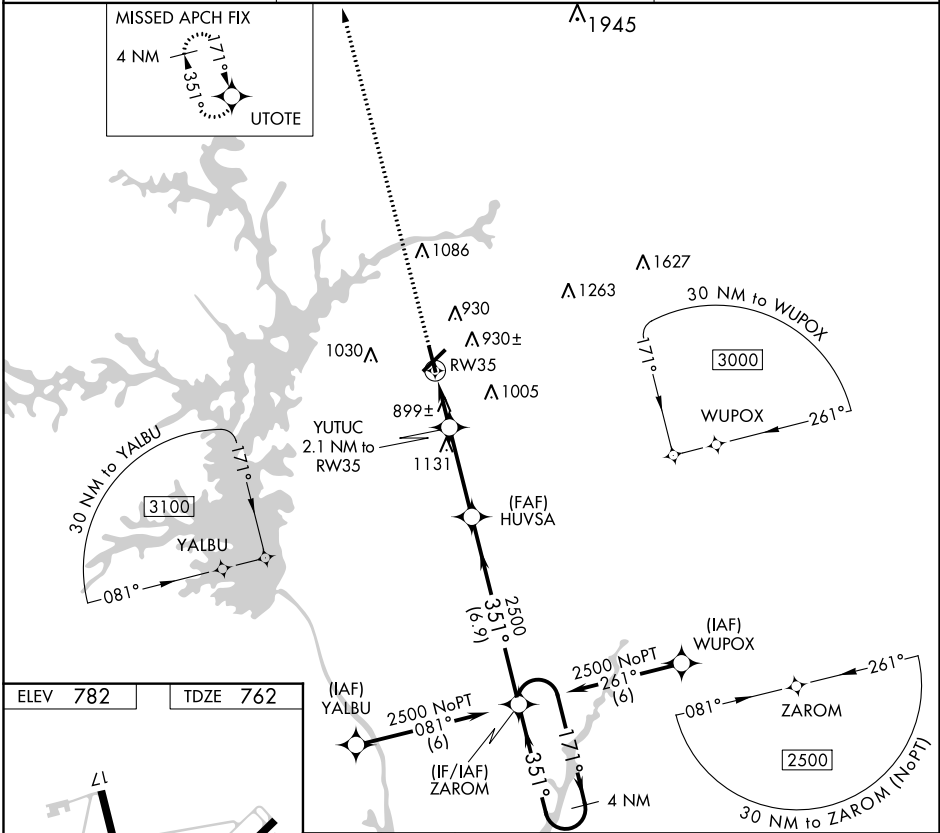 MISSED APCH FIX
4 NM
171°
351°
UTOTE
1945
1086
1627
1263
930
930±
1030
RW35
1005
899±
YUTUC
2.1 NM to
RW35
1131
30 NM to WUPOX
3000
171°
WUPOX
261°
30 NM to YALBU
171°
3100
YALBU
081°
(FAF)
HUVSA
2500
351°
(6.9)
(IAF)
WUPOX
2500 NoPT
261°
(6)
(IAF)
YALBU
2500 NoPT
081°
(6)
(IF/IAF)
ZAROM
351°
171°
4 NM
261°
081°
ZAROM
2500
30 NM to ZAROM (NoPT)
ELEV 782
TDZE 762
17